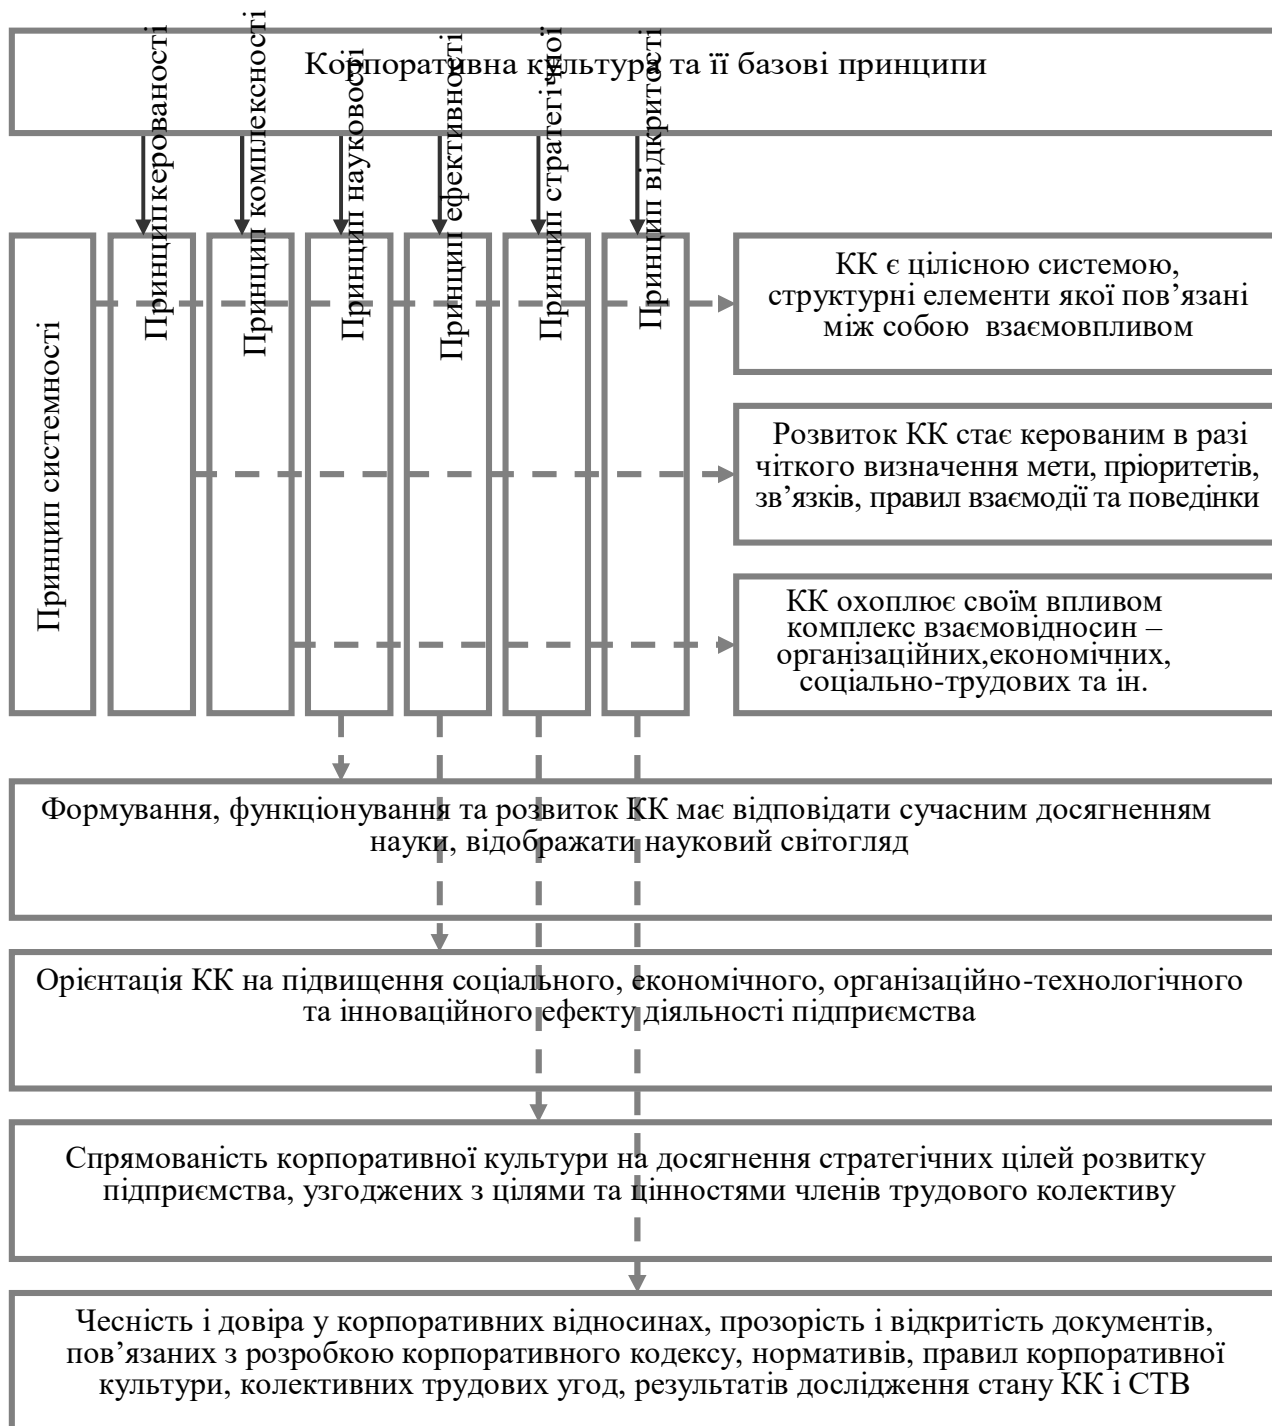 Корпоративна культура та її базові принципи
Принцип системності
Принципкерованості
Принцип комплексності
Принцип науковості
Принцип ефективності
Принцип стратегічної
Принцип відкритості
КК є цілісною системою,
структурні елементи якої пов’язані
між собою взаємовпливом
Розвиток КК стає керованим в разі
чіткого визначення мети, пріоритетів,
зв’язків, правил взаємодії та поведінки
КК охоплює своїм впливом
комплекс взаємовідносин –
організаційних,економічних,
соціально-трудових та ін.
Формування, функціонування та розвиток КК має відповідати сучасним досягненням
науки, відображати науковий світогляд
Орієнтація КК на підвищення соціального, економічного, організаційно-технологічного
та інноваційного ефекту діяльності підприємства
Спрямованість корпоративної культури на досягнення стратегічних цілей розвитку
підприємства, узгоджених з цілями та цінностями членів трудового колективу
Чесність і довіра у корпоративних відносинах, прозорість і відкритість документів,
пов’язаних з розробкою корпоративного кодексу, нормативів, правил корпоративної
культури, колективних трудових угод, результатів дослідження стану КК і СТВ